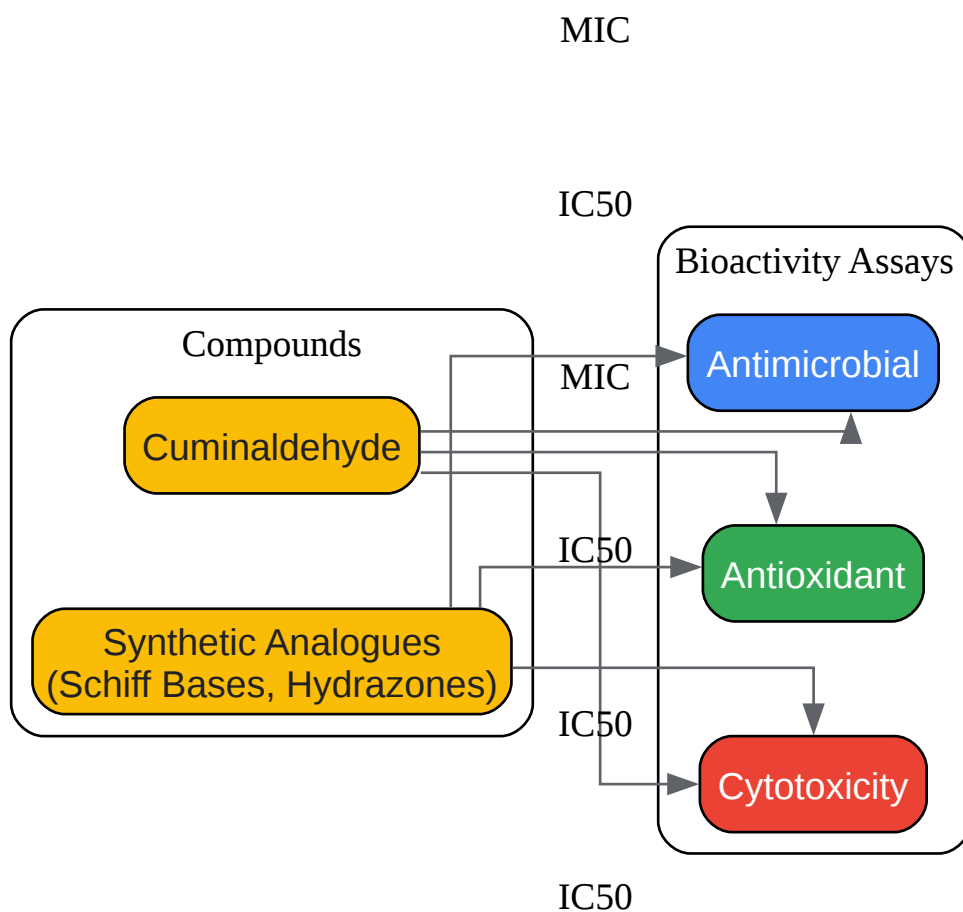 MIC
IC50
Bioactivity Assays
Compounds
Antimicrobial
MIC
Cuminaldehyde
IC50
Antioxidant
Synthetic Analogues
(Schiff Bases, Hydrazones)
IC50
Cytotoxicity
IC50